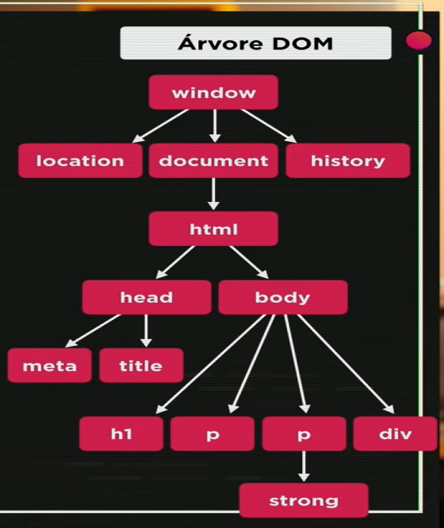 Árvore DOM
window
location document history
html
head body
meta title
h1 p p div
strong